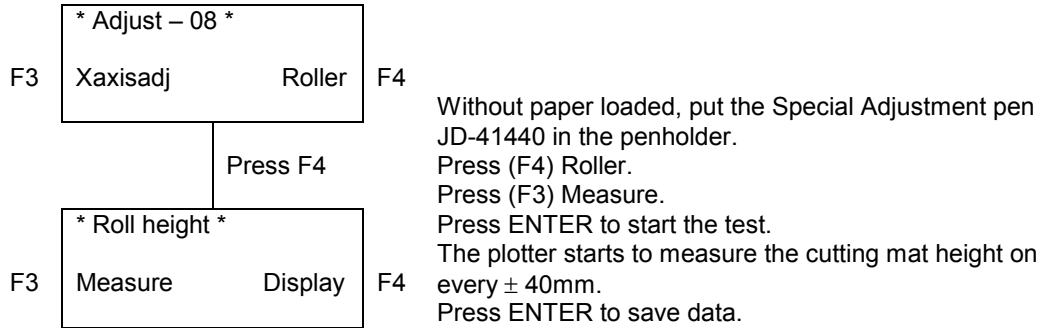 * Adjust – 08 *
F3 Xaxisadj Roller F4
Press F4
* Roll height *
F3 Measure Display F4
Without paper loaded, put the Special Adjustment pen
JD-41440 in the penholder.
Press (F4) Roller.
Press (F3) Measure.
Press ENTER to start the test.
The plotter starts to measure the cutting mat height on
every ± 40mm.
Press ENTER to save data.